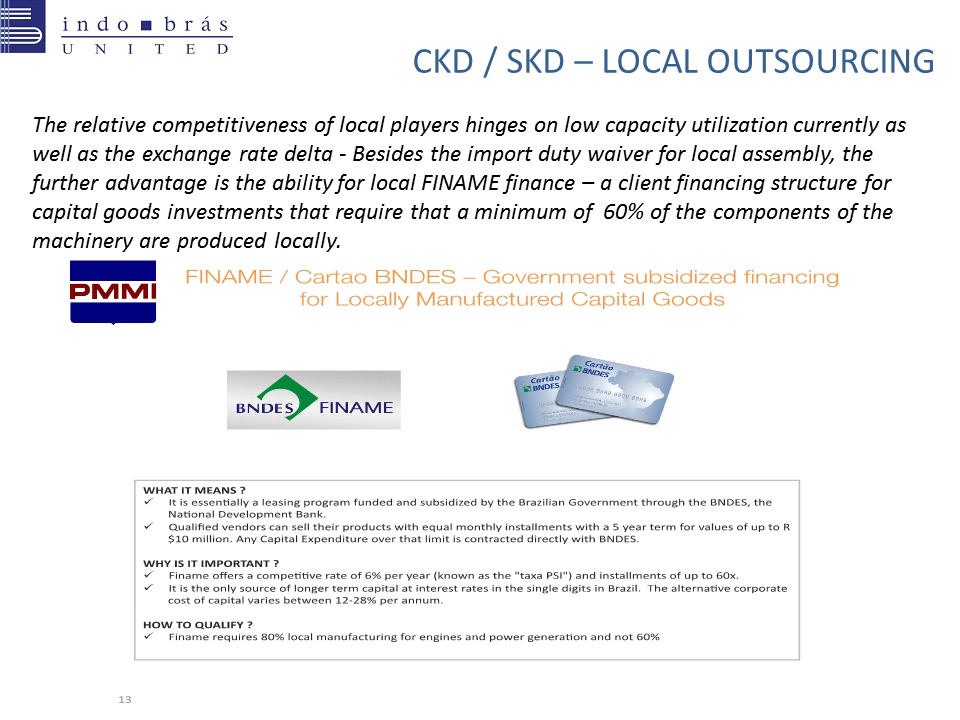 indo brás
UNITED
CKD / SKD – LOCAL OUTSOURCING
The relative competitiveness of local players hinges on low capacity utilization currently as
well as the exchange rate delta - Besides the import duty waiver for local assembly, the
further advantage is the ability for local FINAME finance – a client financing structure for
capital goods investments that require that a minimum of 60% of the components of the
machinery are produced locally.
PMMI
FINAME / Cartao BNDES – Government subsidized financing
for Locally Manufactured Capital Goods
BNDES FINAME
Cartão
BNDES
Cartão
BNDES
WHAT IT MEANS ?
✓ It is essentially a leasing program funded and subsidized by the Brazilian Government through the BNDES, the
National Development Bank.
✓ Qualified vendors can sell their products with equal monthly installments with a 5 year term for values of up to R
$10 million. Any Capital Expenditure over that limit is contracted directly with BNDES.
WHY IS IT IMPORTANT ?
✓ Finame offers a competitive rate of 6% per year (known as the "taxa PSI") and installments of up to 60x.
✓ It is the only source of longer term capital at interest rates in the single digits in Brazil. The alternative corporate
cost of capital varies between 12-28% per annum.
HOW TO QUALIFY ?
✓ Finame requires 80% local manufacturing for engines and power generation and not 60%
13